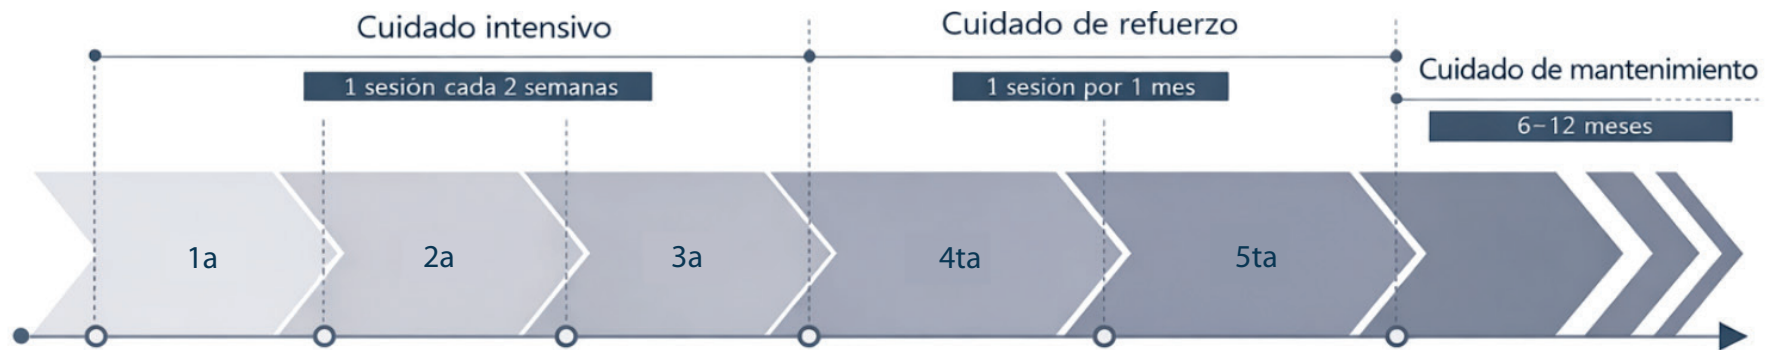 Cuidado intensivo
1 sesión cada 2 semanas
Cuidado de refuerzo
1 sesión por 1 mes
Cuidado de mantenimiento
6–12 meses
1a
2a
3a
4ta
5ta